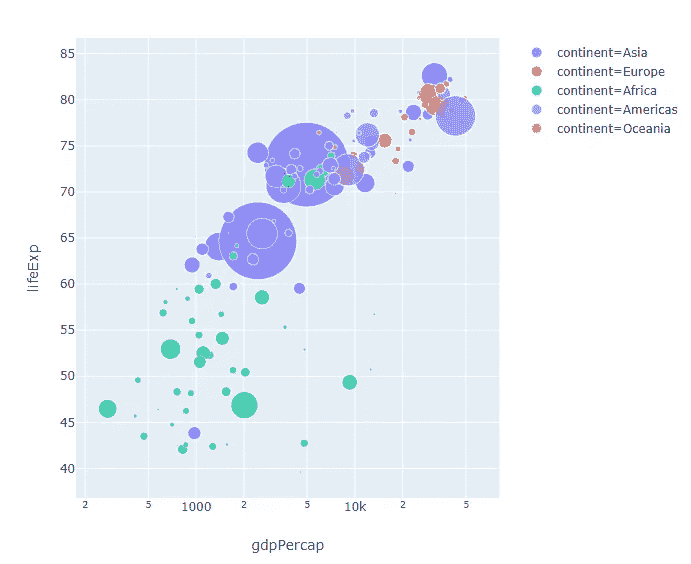 85
80
75
70
65
60
55
50
45
40
lifeExp
2 5 1000 2 5 10k 2 5
gdpPercap
continent=Asia
continent=Europe
continent=Africa
continent=Americas
continent=Oceania